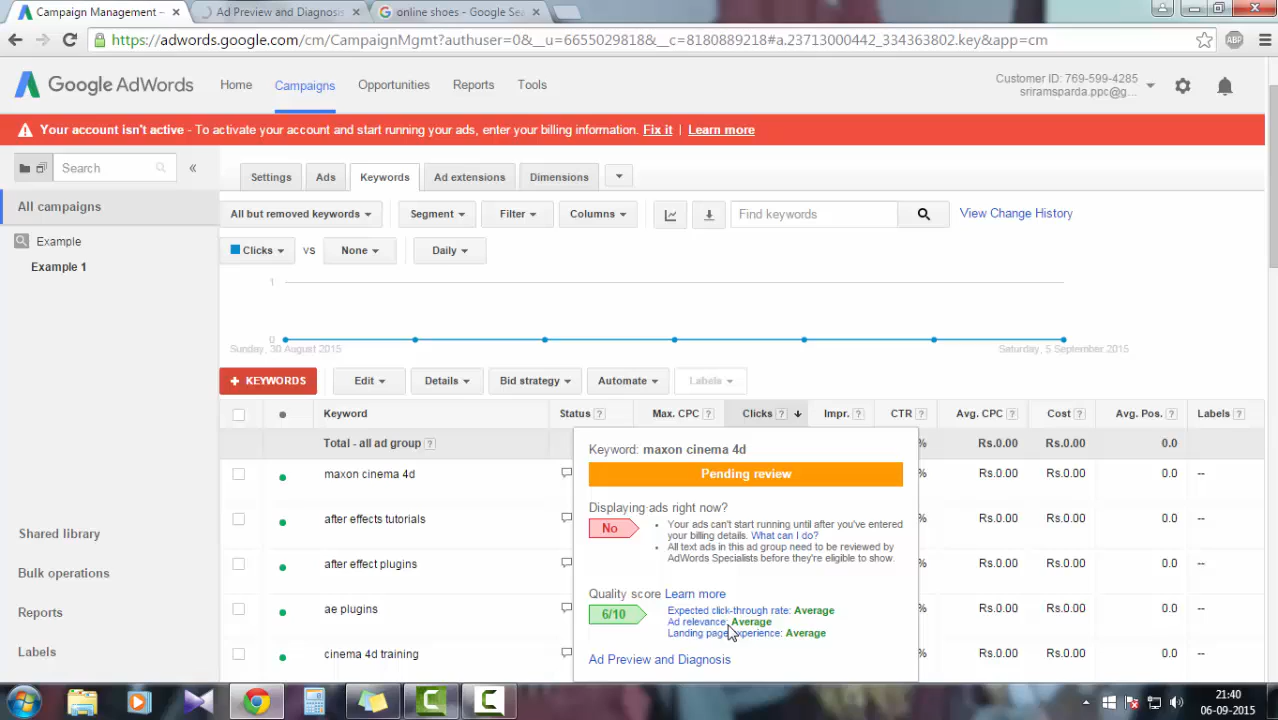 Campaign Management –
Ad Preview and Diagnosis
online shoes - Google Sea
https://adwords.google.com/cm/CampaignMgmt?authuser=0&__u=6655029818&__c=8180889218#a.23713000442_334363802.key&app=cm
ABP
Google AdWords
Home
Campaigns
Opportunities
Reports
Tools
Customer ID: 769-599-4285
sriramsparda.ppc@g...
Your account isn't active - To activate your account and start running your ads, enter your billing information. Fix it | Learn more
Search
«
Settings
Ads
Keywords
Ad extensions
Dimensions
All campaigns
All but removed keywords
Segment
Filter
Columns
Find keywords
View Change History
Example
Example 1
Clicks
VS
None
Daily
1
0
Sunday, 30 August 2015
Saturday, 5 September 2015
+ KEYWORDS
Edit
Details
Bid strategy
Automate
Labels
Keyword
Status ?
Max. CPC ?
Clicks ?
Impr. ?
CTR ?
Avg. CPC ?
Cost ?
Avg. Pos. ?
Labels ?
Total - all ad group ?
% Rs.0.00 Rs.0.00 0.0
maxon cinema 4d
% Rs.0.00 Rs.0.00 0.0 --
after effects tutorials
% Rs.0.00 Rs.0.00 0.0 --
after effect plugins
% Rs.0.00 Rs.0.00 0.0 --
ae plugins
% Rs.0.00 Rs.0.00 0.0 --
cinema 4d training
% Rs.0.00 Rs.0.00 0.0 --
Keyword: maxon cinema 4d
Pending review
Displaying ads right now?
No
Your ads can't start running until after you've entered
your billing details. What can I do?
All text ads in this ad group need to be reviewed by
AdWords Specialists before they're eligible to show.
Quality score Learn more
6/10
Expected click-through rate: Average
Ad relevance: Average
Landing page experience: Average
Ad Preview and Diagnosis
Shared library
Bulk operations
Reports
Labels
21:40
06-09-2015